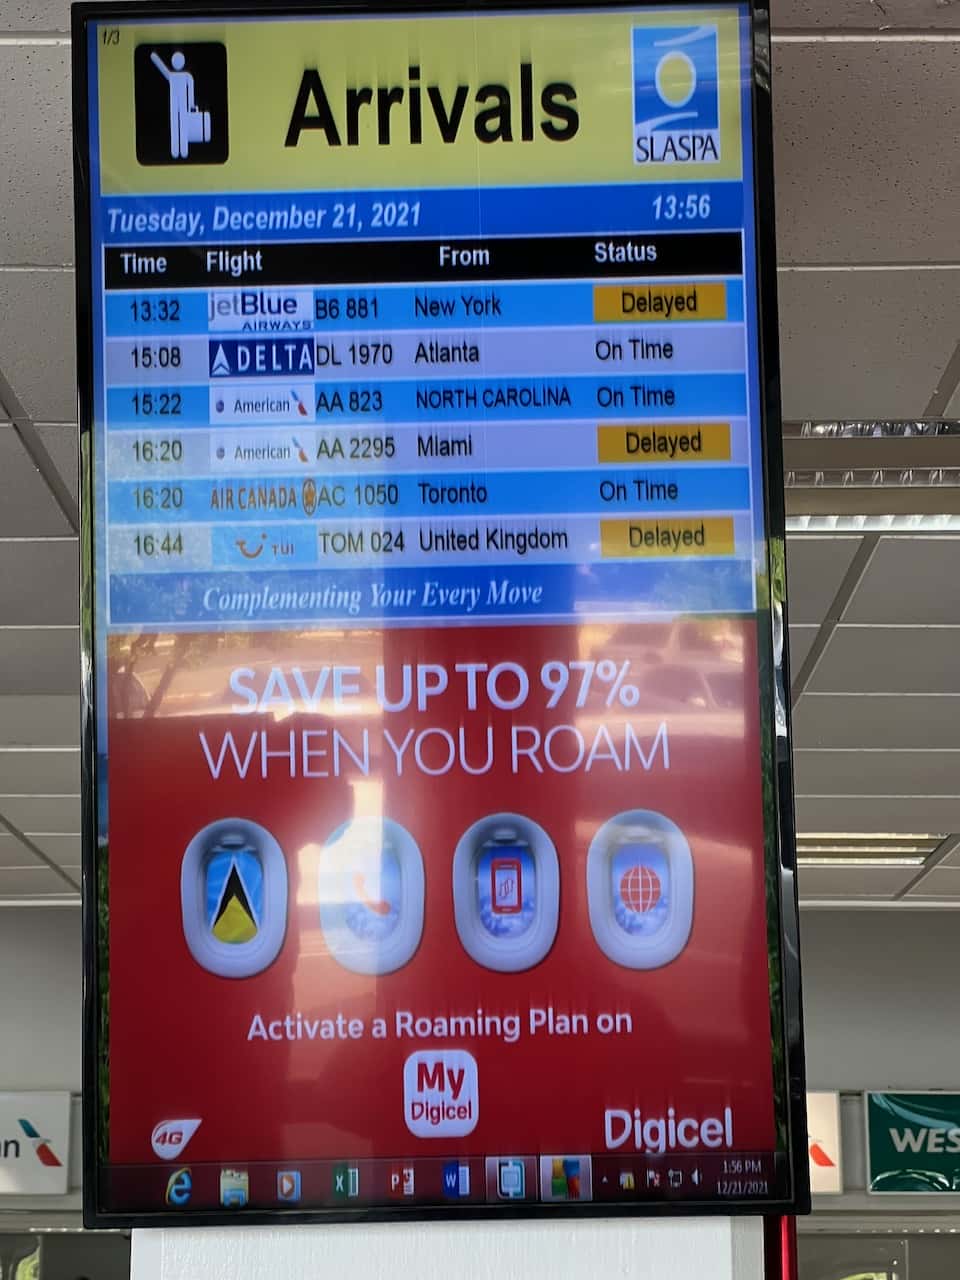 1/3
Arrivals
SLASPA
Tuesday, December 21, 2021 13:56
Time Flight From Status
13:32 jetBlue AIRWAYS B6 881 New York Delayed
15:08 DELTA DL 1970 Atlanta On Time
15:22 American AA 823 NORTH CAROLINA On Time
16:20 American AA 2295 Miami Delayed
16:20 AIR CANADA AC 1050 Toronto On Time
16:44 TUI TOM 024 United Kingdom Delayed
Complementing Your Every Move
SAVE UP TO 97%
WHEN YOU ROAM
Activate a Roaming Plan on
My
Digicel
4G
Digicel
1:56 PM
12/21/2021
an
WES